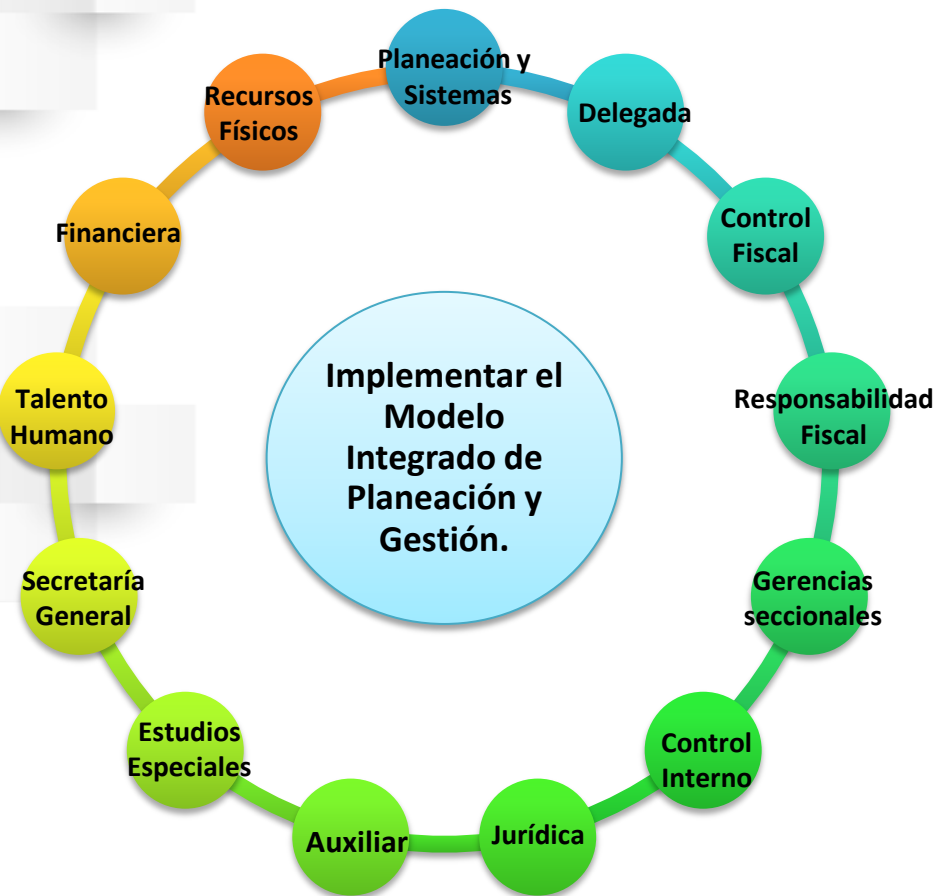 Planeación y
Sistemas
Delegada
Control
Fiscal
Responsabilidad
Fiscal
Gerencias
seccionales
Control
Interno
Jurídica
Auxiliar
Estudios
Especiales
Secretaría
General
Talento
Humano
Financiera
Recursos
Físicos
Implementar el
Modelo
Integrado de
Planeación y
Gestión.